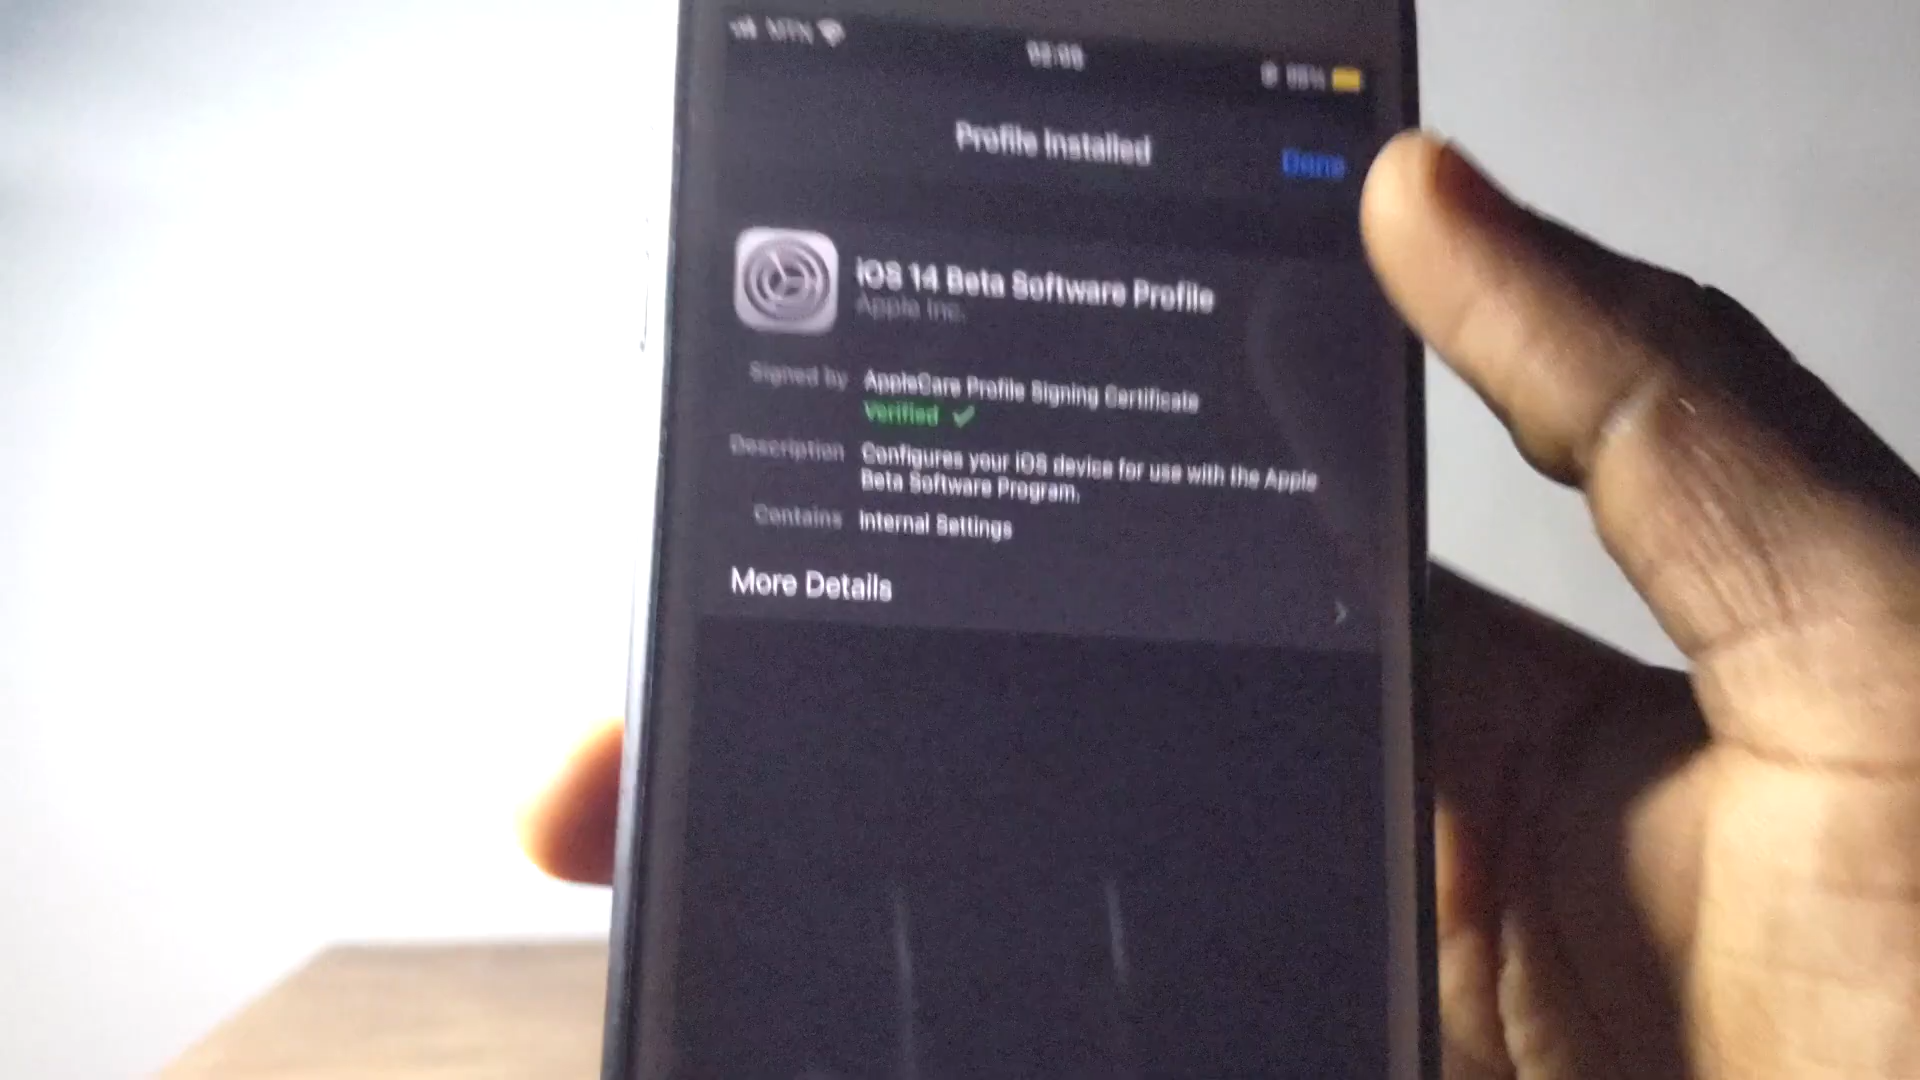 MTN
Profile Installed
Done
iOS 14 Beta Software Profile
Apple Inc.
Signed by AppleCare Profile Signing Certificate
Verified ✓
Description Configures your iOS device for use with the Apple
Beta Software Program.
Contains Internal Settings
More Details